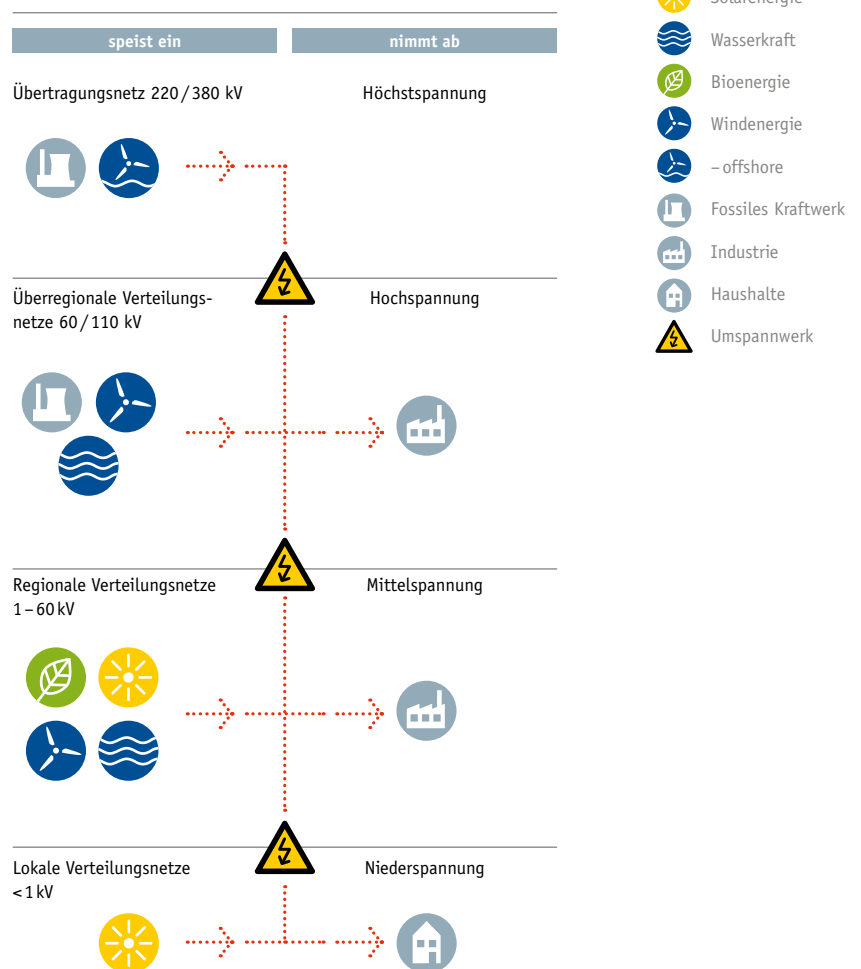 speist ein
nimmt ab
Übertragungsnetz 220 / 380 kV
Höchstspannung
Überregionale Verteilungs-
netze 60 / 110 kV
Hochspannung
Regionale Verteilungsnetze
1 – 60 kV
Mittelspannung
Lokale Verteilungsnetze
< 1 kV
Niederspannung
Solarenergie
Wasserkraft
Bioenergie
Windenergie
– offshore
Fossiles Kraftwerk
Industrie
Haushalte
Umspannwerk